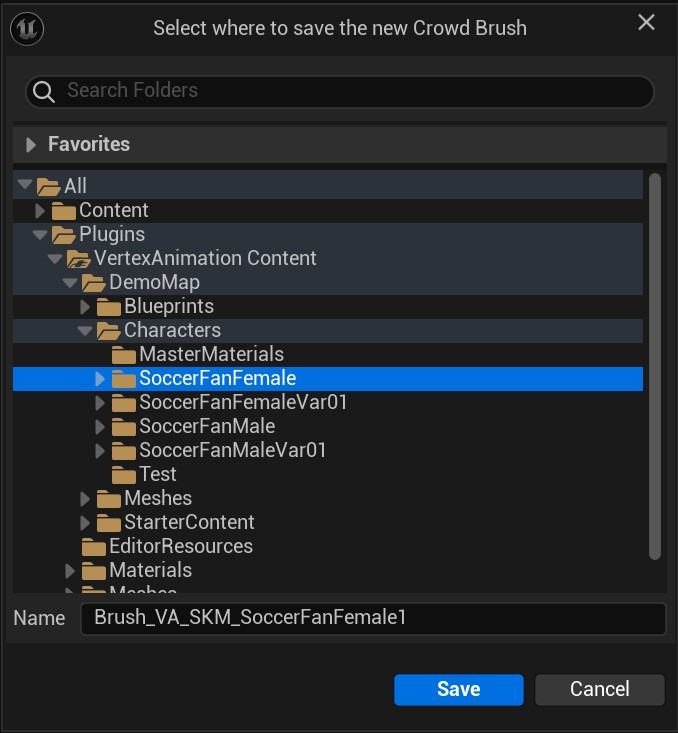 Select where to save the new Crowd Brush
Search Folders
Favorites
All
Content
Plugins
VertexAnimation Content
DemoMap
Blueprints
Characters
MasterMaterials
SoccerFanFemale
SoccerFanFemaleVar01
SoccerFanMale
SoccerFanMaleVar01
Test
Meshes
StarterContent
EditorResources
Materials
Meshes
Name Brush_VA_SKM_SoccerFanFemale1
Save Cancel